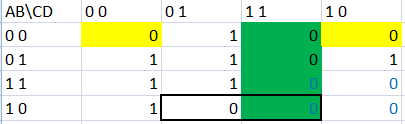 AB\CD 0 0 0 1 1 1 1 0
0 0 0 1 0 0
0 1 1 1 0 1
1 1 1 1 0 0
1 0 1 0 0 0